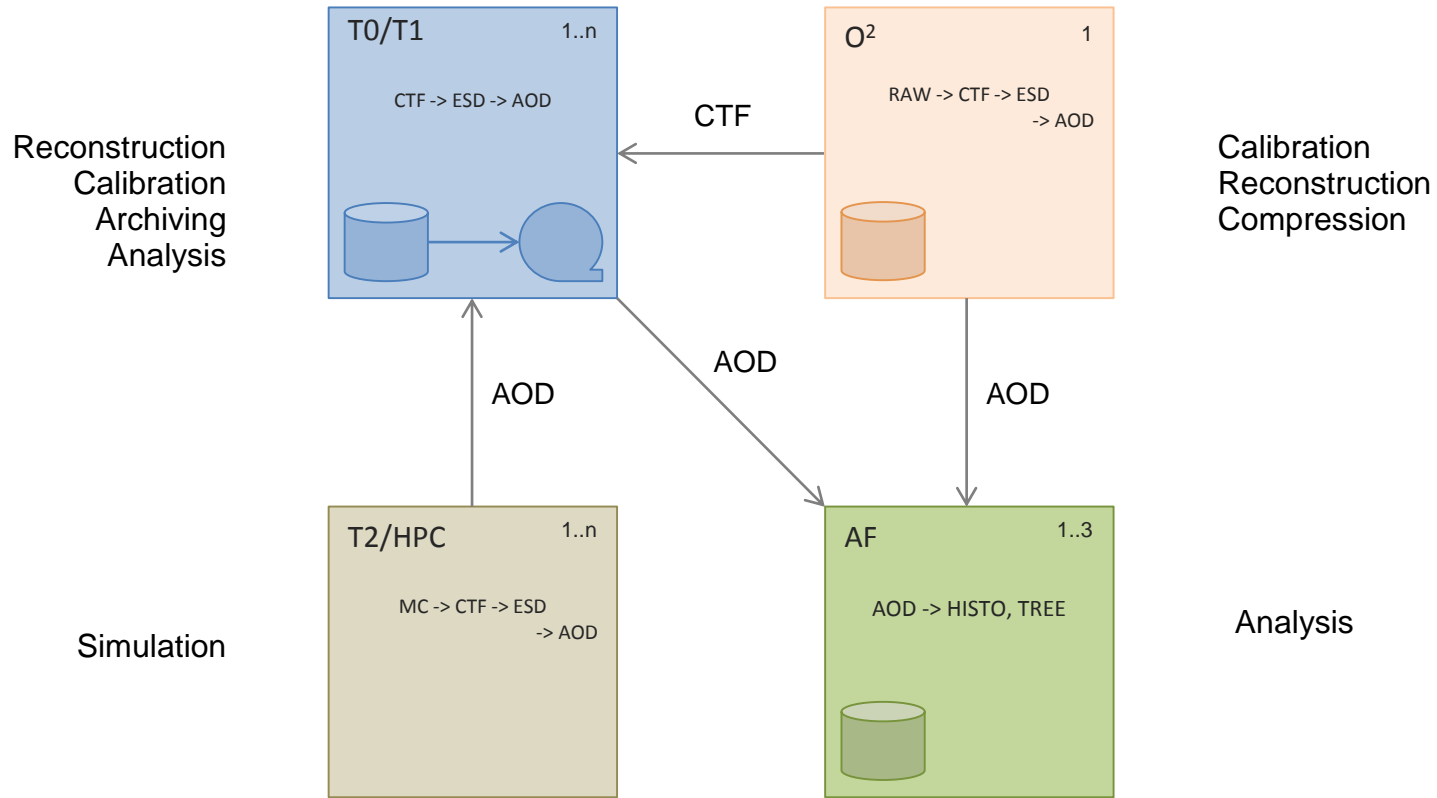 T0/T1
1..n
CTF -> ESD -> AOD
Reconstruction
Calibration
Archiving
Analysis
CTF
O²
1
RAW -> CTF -> ESD
-> AOD
Calibration
Reconstruction
Compression
AOD
AOD
AOD
T2/HPC
1..n
MC -> CTF -> ESD
-> AOD
Simulation
AF
1..3
AOD -> HISTO, TREE
Analysis